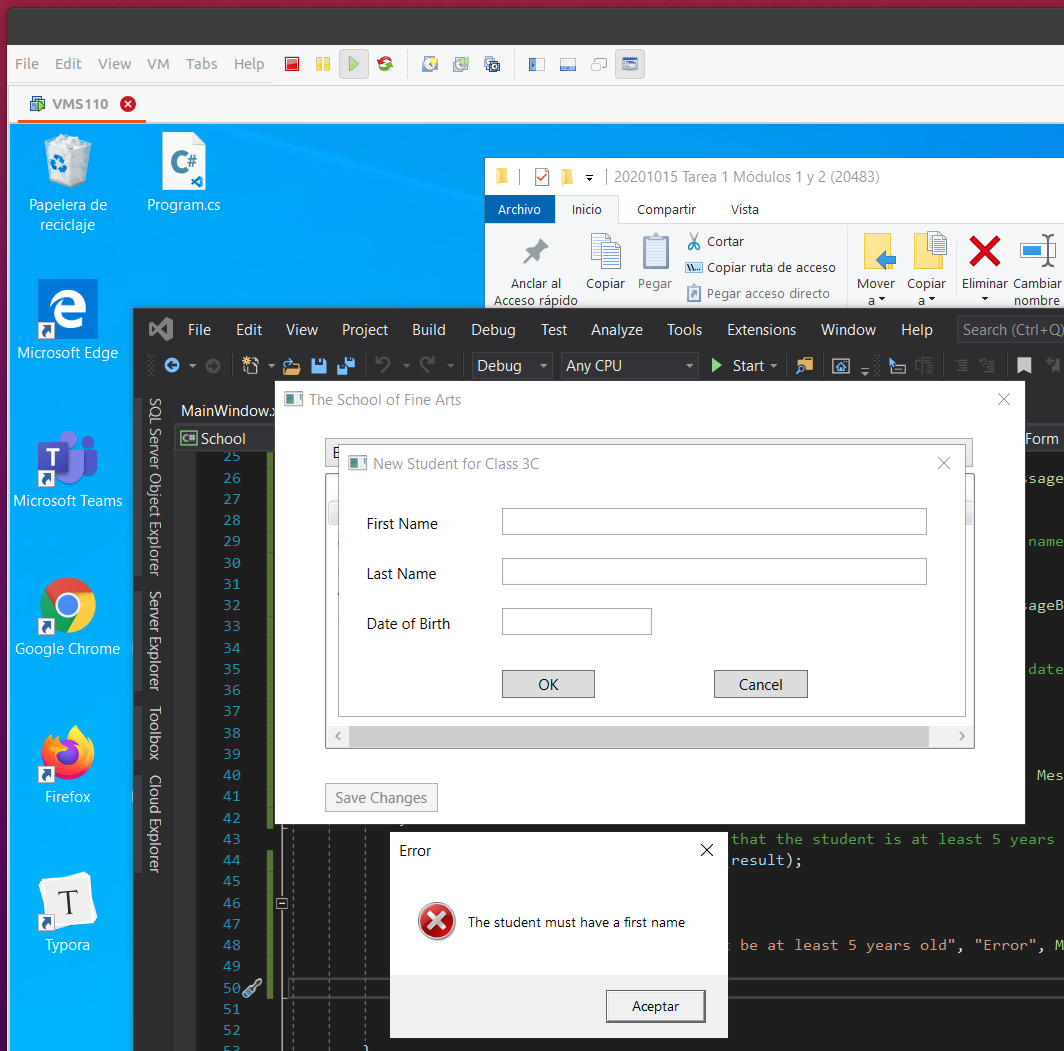 File Edit View VM Tabs Help
VMS110
Papelera de
reciclaje
C#
Program.cs
20201015 Tarea 1 Módulos 1 y 2 (20483)
Archivo Inicio Compartir Vista
Anclar al
Acceso rápido
Copiar
Pegar
Cortar
Copiar ruta de acceso
Pegar acceso directo
Mover
a
Copiar
a
Eliminar
Cambiar
nombre
Microsoft Edge
File Edit View Project Build Debug Test Analyze Tools Extensions Window Help Search (Ctrl+Q)
Debug Any CPU Start
SQL Server Object Explorer
Server Explorer
Toolbox
Cloud Explorer
MainWindow.x
C# School
Form
The School of Fine Arts
New Student for Class 3C
First Name
Last Name
Date of Birth
OK Cancel
Save Changes
T
Microsoft Teams
Google Chrome
Firefox
T
Typora
25
26 ssage
27
28
29 name
30
31
32 sageB
33
34
35 date
36
37
38
39
40 Mes
41
42
43 that the student is at least 5 years
44 result);
45
46
47
48 be at least 5 years old", "Error", M
49
50
51
52
53
Error
The student must have a first name
Aceptar